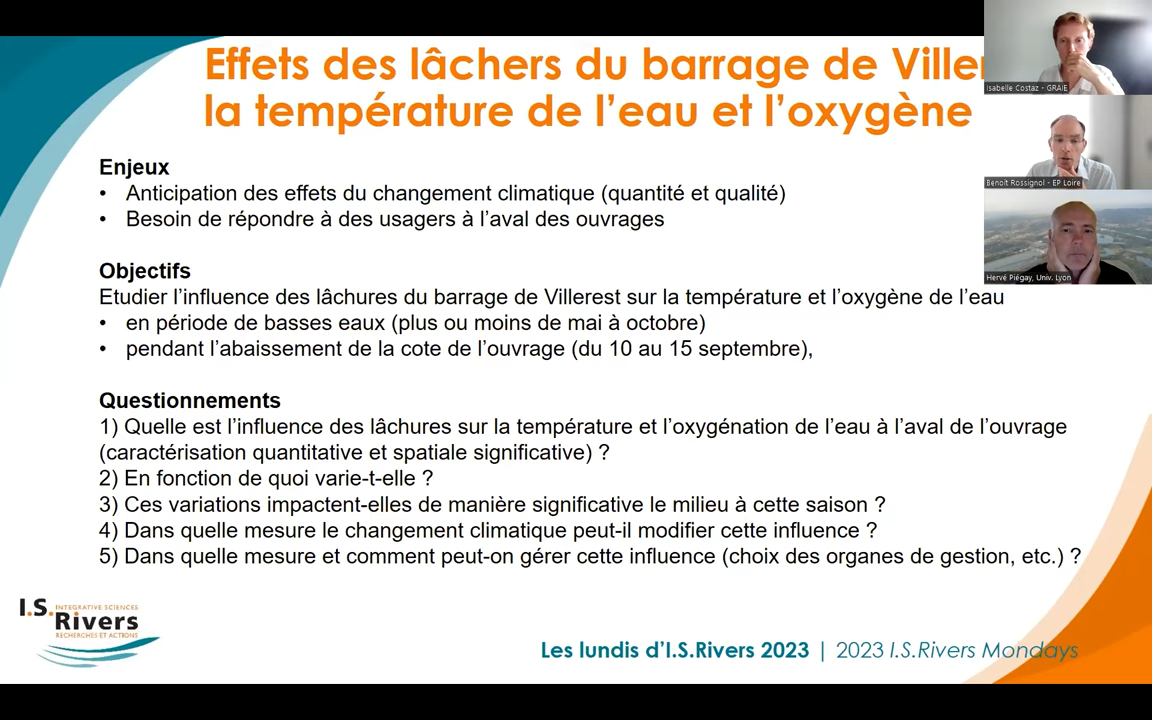 Effets des lâchers du barrage de Viller
la température de l'eau et l'oxygène
Isabelle Costaz - GRAIE
Benoit Rossignol - EP Loire
Hervé Piégay, Univ. Lyon
Enjeux
• Anticipation des effets du changement climatique (quantité et qualité)
• Besoin de répondre à des usagers à l'aval des ouvrages
Objectifs
Etudier l'influence des lâchures du barrage de Villerest sur la température et l'oxygène de l'eau
• en période de basses eaux (plus ou moins de mai à octobre)
• pendant l'abaissement de la cote de l'ouvrage (du 10 au 15 septembre),
Questionnements
1) Quelle est l'influence des lâchures sur la température et l'oxygénation de l'eau à l'aval de l'ouvrage
(caractérisation quantitative et spatiale significative) ?
2) En fonction de quoi varie-t-elle ?
3) Ces variations impactent-elles de manière significative le milieu à cette saison ?
4) Dans quelle mesure le changement climatique peut-il modifier cette influence ?
5) Dans quelle mesure et comment peut-on gérer cette influence (choix des organes de gestion, etc.) ?
I.S.
INTEGRATIVE SCIENCES
Rivers
RECHERCHES ET ACTIONS
Les lundis d'I.S.Rivers 2023 | 2023 I.S.Rivers Mondays